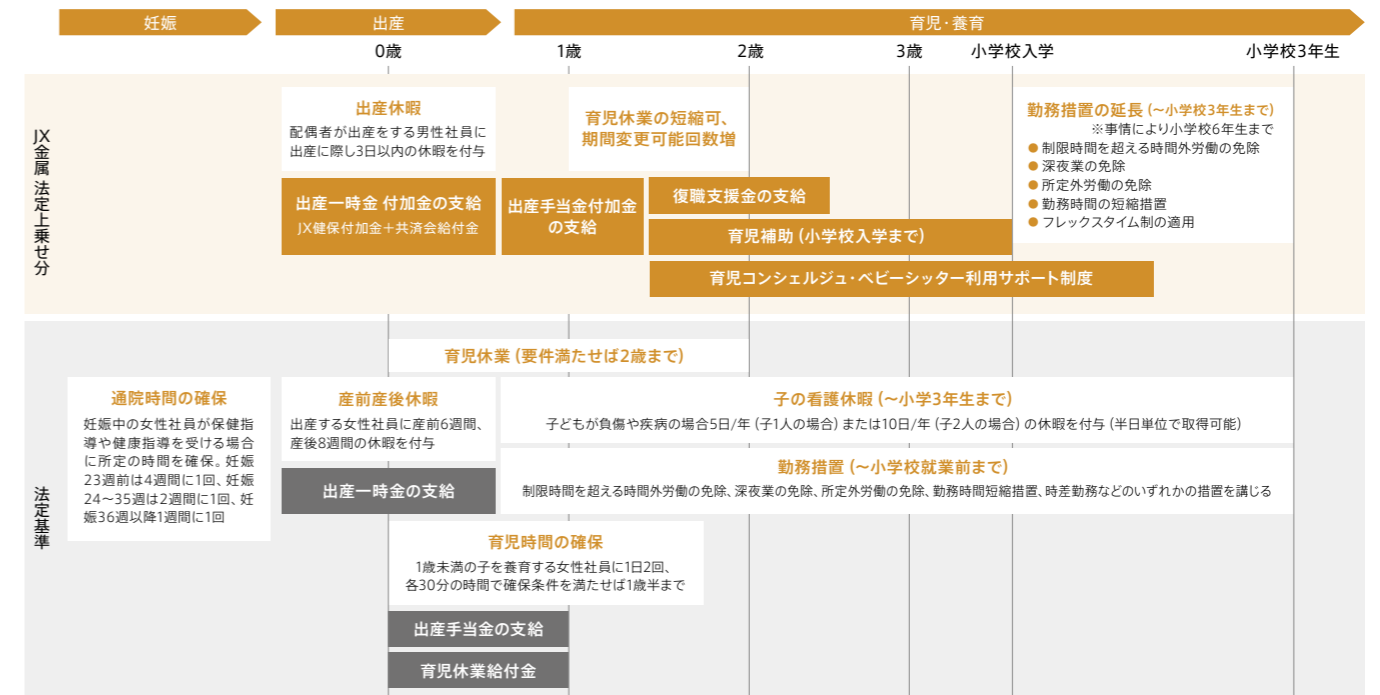 妊娠
出産
育児・養育
0歳
1歳
2歳
3歳
小学校入学
小学校3年生
JX金属 法定上乗せ分
出産休暇
配偶者が出産をする男性社員に
出産に際し3日以内の休暇を付与
育児休業の短縮可、
期間変更可能回数増
勤務措置の延長（～小学校3年生まで）
※事情により小学校6年生まで
● 制限時間を超える時間外労働の免除
● 深夜業の免除
● 所定外労働の免除
● 勤務時間の短縮措置
● フレックスタイム制の適用
出産一時金 付加金の支給
JX健保付加金＋共済会給付金
出産手当金付加金
の支給
復職支援金の支給
育児補助（小学校入学まで）
育児コンシェルジュ・ベビーシッター利用サポート制度
法定基準
育児休業（要件満たせば2歳まで）
通院時間の確保
妊娠中の女性社員が保健指
導や健康指導を受ける場合
に所定の時間を確保。妊娠
23週前は4週間に1回、妊娠
24～35週は2週間に1回、妊
娠36週以降1週間に1回
産前産後休暇
出産する女性社員に産前6週間、
産後8週間の休暇を付与
出産一時金の支給
子の看護休暇（～小学3年生まで）
子どもが負傷や疾病の場合5日/年（子1人の場合）または10日/年（子2人の場合）の休暇を付与（半日単位で取得可能）
勤務措置（～小学校就業前まで）
制限時間を超える時間外労働の免除、深夜業の免除、所定外労働の免除、勤務時間短縮措置、時差勤務などのいずれかの措置を講じる
育児時間の確保
1歳未満の子を養育する女性社員に1日2回、
各30分の時間で確保条件を満たせば1歳半まで
出産手当金の支給
育児休業給付金